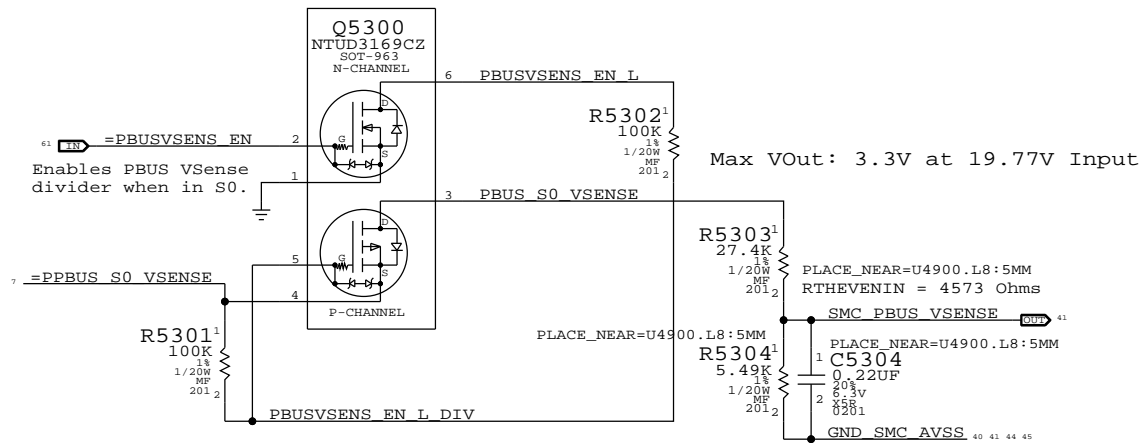 Q5300
NTUD3169CZ
SOT-963
N-CHANNEL
6
PBUSVSENS_EN_L
D
R5302
1
100K
1%
1/20W
MF
201
2
Max VOut: 3.3V at 19.77V Input
61
IN
=PBUSVSENS_EN
2
G
S
Enables PBUS VSense
divider when in S0.
1
3
PBUS_S0_VSENSE
D
R5303
1
27.4K
1%
1/20W
MF
201
2
PLACE_NEAR=U4900.L8:5MM
RTHEVENIN = 4573 Ohms
5
G
S
7
=PPBUS_S0_VSENSE
4
P-CHANNEL
SMC_PBUS_VSENSE
OUT
41
R5301
1
100K
1%
1/20W
MF
201
2
PLACE_NEAR=U4900.L8:5MM
R5304
1
5.49K
1%
1/20W
MF
201
2
PLACE_NEAR=U4900.L8:5MM
1
C5304
0.22UF
20%
6.3V
X5R
0201
2
PBUSVSENS_EN_L_DIV
GND_SMC_AVSS
40 41 44 45